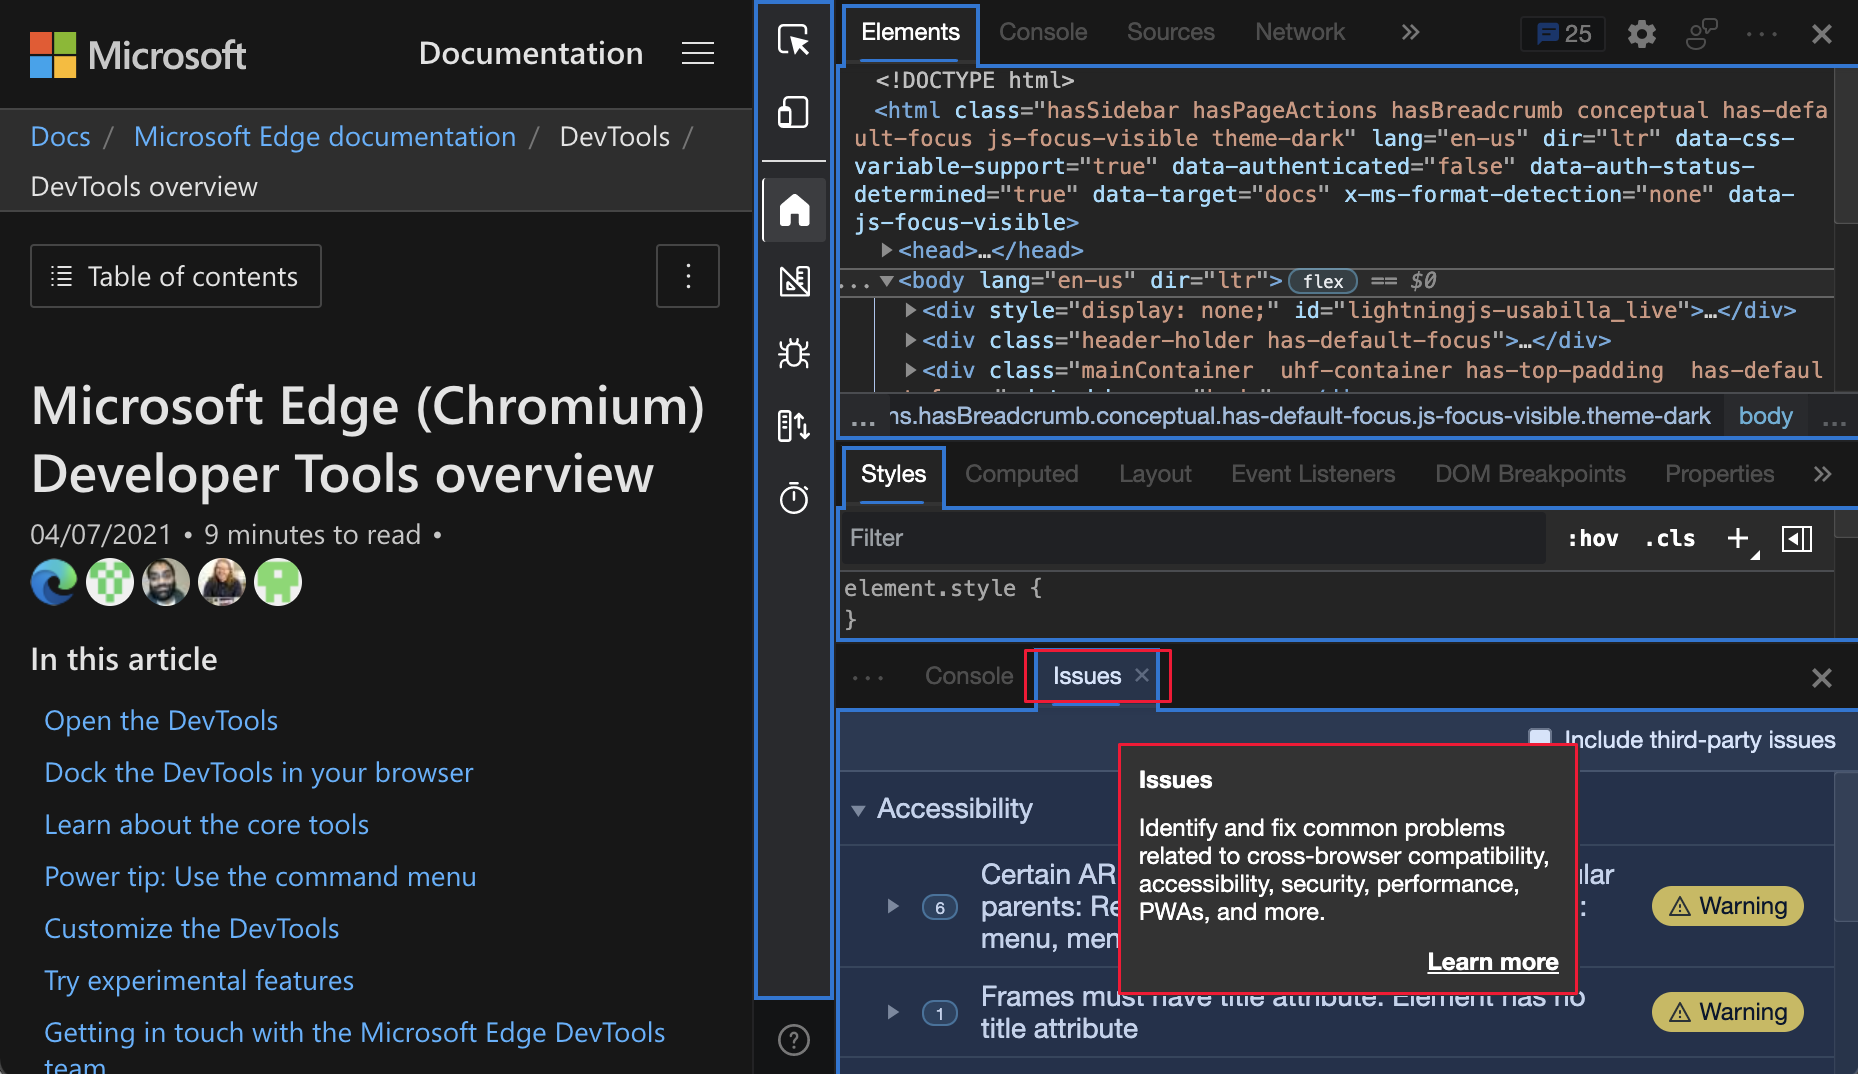 Microsoft
Documentation
Docs / Microsoft Edge documentation / DevTools /
DevTools overview
Table of contents
Microsoft Edge (Chromium)
Developer Tools overview
04/07/2021 • 9 minutes to read •
In this article
Open the DevTools
Dock the DevTools in your browser
Learn about the core tools
Power tip: Use the command menu
Customize the DevTools
Try experimental features
Getting in touch with the Microsoft Edge DevTools
team
Elements Console Sources Network » 25
<!DOCTYPE html>
<html class="hasSidebar hasPageActions hasBreadcrumb conceptual has-defa
ult-focus js-focus-visible theme-dark" lang="en-us" dir="ltr" data-css-
variable-support="true" data-authenticated="false" data-auth-status-
determined="true" data-target="docs" x-ms-format-detection="none" data-
js-focus-visible>
<head>…</head>
... <body lang="en-us" dir="ltr"> flex == $0
<div style="display: none;" id="lightningjs-usabilla_live">…</div>
<div class="header-holder has-default-focus">…</div>
<div class="mainContainer  uhf-container has-top-padding  has-defaul
... ns.hasBreadcrumb.conceptual.has-default-focus.js-focus-visible.theme-dark body ...
Styles Computed Layout Event Listeners DOM Breakpoints Properties »
Filter :hov .cls +
element.style {
}
... Console Issues ×
Include third-party issues
Accessibility
6 Certain AR lar
parents: Re :
menu, men
Warning
Issues
Identify and fix common problems
related to cross-browser compatibility,
accessibility, security, performance,
PWAs, and more.
Learn more
1 Frames must have title attribute: Element has no
title attribute
Warning
?